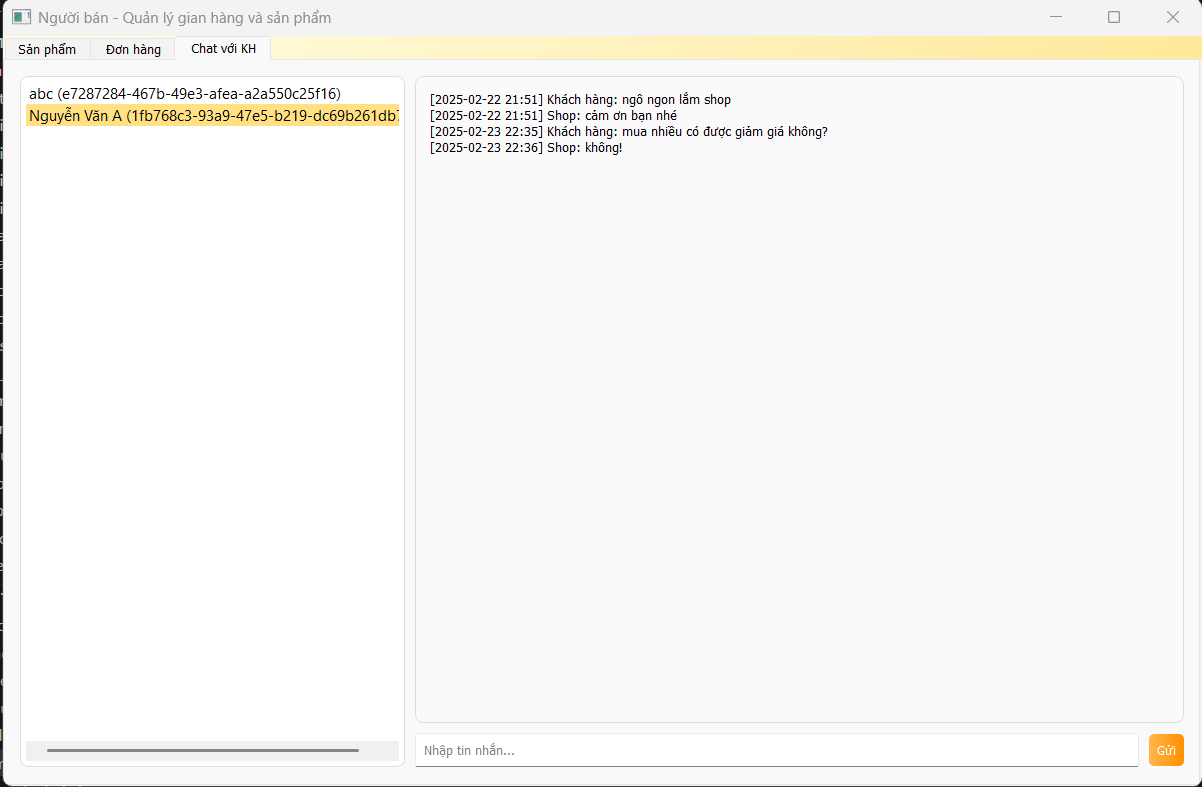 Người bán - Quản lý gian hàng và sản phẩm
Sản phẩm Đơn hàng Chat với KH
abc (e7287284-467b-49e3-afea-a2a550c25f16)
Nguyễn Văn A (1fb768c3-93a9-47e5-b219-dc69b261db7
[2025-02-22 21:51] Khách hàng: ngô ngon lắm shop
[2025-02-22 21:51] Shop: cảm ơn bạn nhé
[2025-02-23 22:35] Khách hàng: mua nhiều có được giảm giá không?
[2025-02-23 22:36] Shop: không!
Nhập tin nhắn...
Gửi